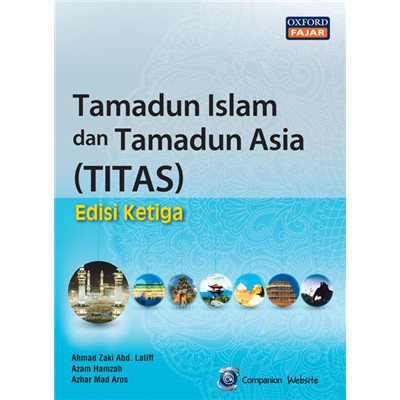 OXFORD
FAJAR
Tamadun Islam
dan Tamadun Asia
(TITAS)
Edisi Ketiga
Ahmad Zaki Abd. Latiff
Azam Hamzah
Azhar Mad Aros
Companion Website